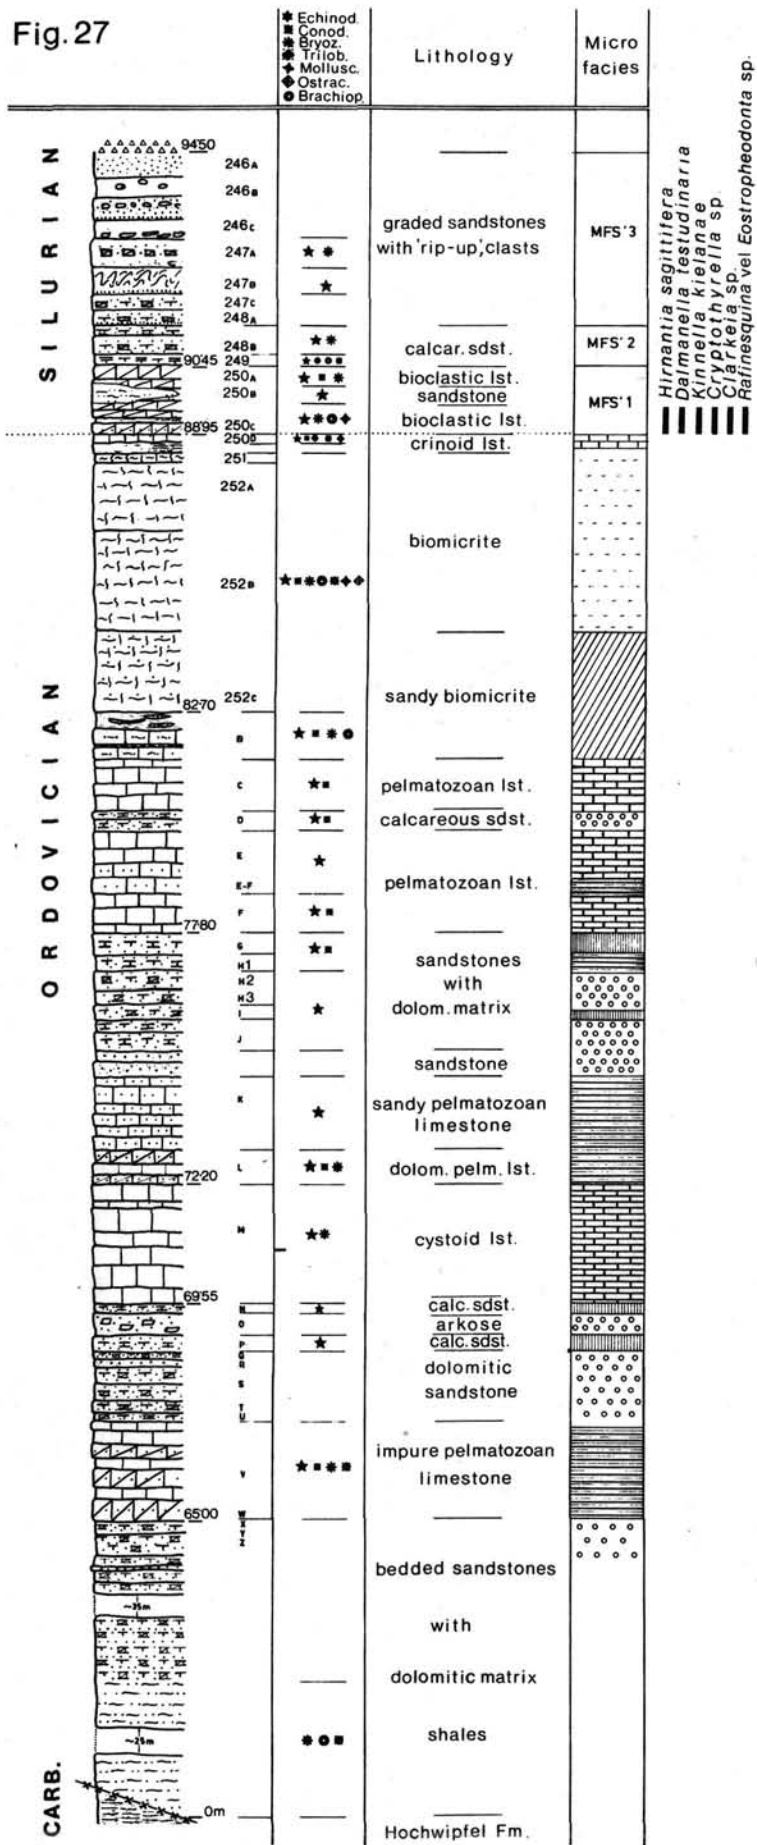 Fig. 27
Echinod.
Conod.
Bryoz.
Trilob.
Mollusc.
Ostrac.
Brachiop.
Lithology
Micro
facies
SILURIAN
ORDOVICIAN
CARB.
9450
246A
246B
246C
247A
247B
247C
248A
248B
9045
249
250A
250B
250C
8895
250D
251
252A
252B
252C
8270
B
C
D
E
E-F
F
7780
G
H1
H2
H3
I
J
K
L
7220
M
6955
N
O
P
Q
R
S
T
U
V
W
6500
X
Y
Z
~35m
~25m
0m
graded sandstones
with 'rip-up', clasts
calcar. sdst.
bioclastic lst.
sandstone
bioclastic lst.
crinoid lst.
biomicrite
sandy biomicrite
pelmatozoan lst.
calcareous sdst.
pelmatozoan lst.
sandstones
with
dolom. matrix
sandstone
sandy pelmatozoan
limestone
dolom. pelm. lst.
cystoid lst.
calc. sdst.
arkose
calc. sdst.
dolomitic
sandstone
impure pelmatozoan
limestone
bedded sandstones
with
dolomitic matrix
shales
Hochwipfel Fm.
MFS'3
MFS'2
MFS'1
Hirnantia sagittifera
Dalmanella testudinaria
Kinnella kielanae
Cryptothyrella sp.
Clarkeia sp.
Rafinesquina vel Eostropheodonta sp.